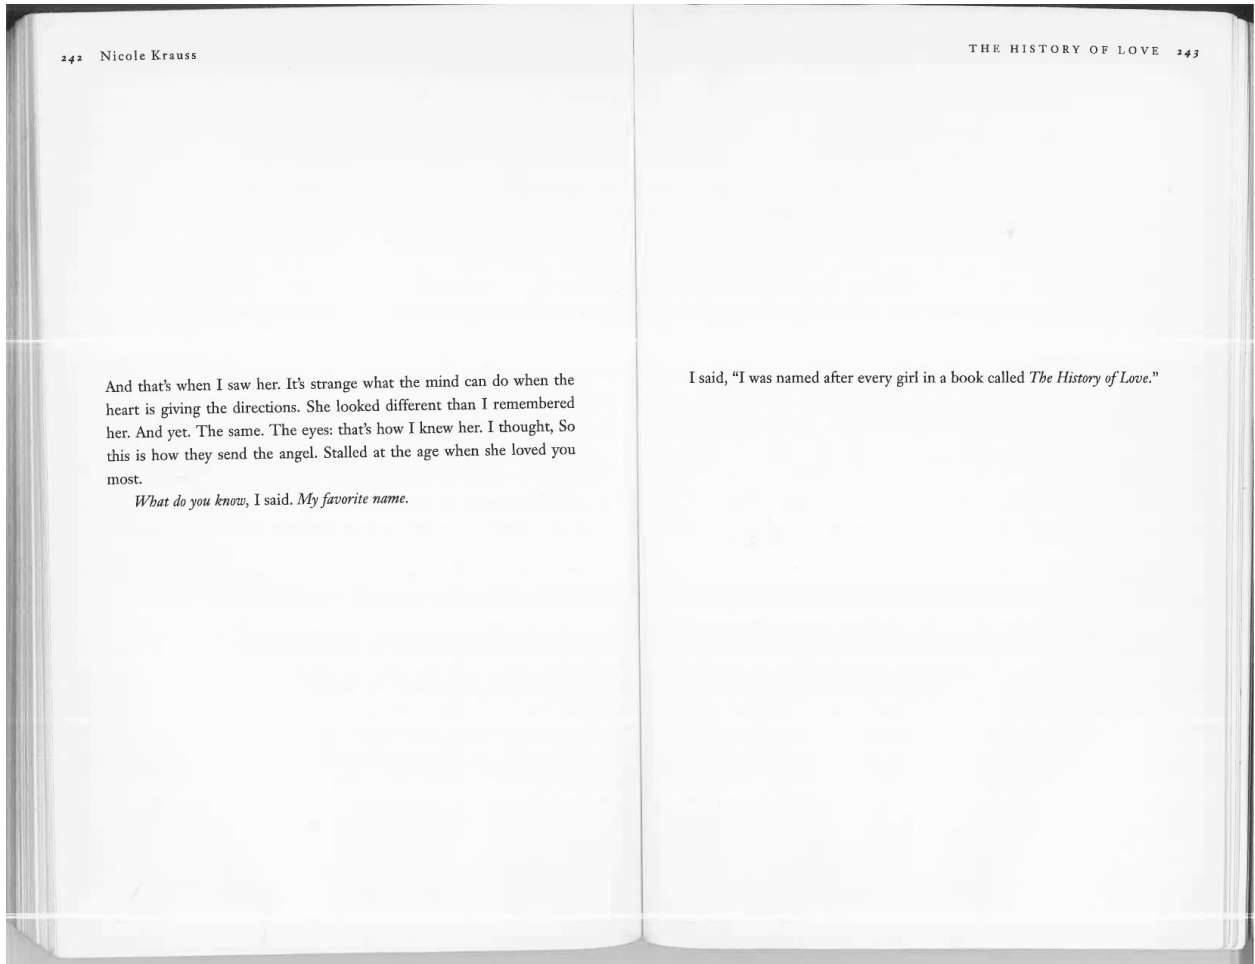 242 Nicole Krauss
And that's when I saw her. It's strange what the mind can do when the
heart is giving the directions. She looked different than I remembered
her. And yet. The same. The eyes: that's how I knew her. I thought, So
this is how they send the angel. Stalled at the age when she loved you
most.
What do you know, I said. My favorite name.
THE HISTORY OF LOVE 243
I said, “I was named after every girl in a book called The History of Love.”